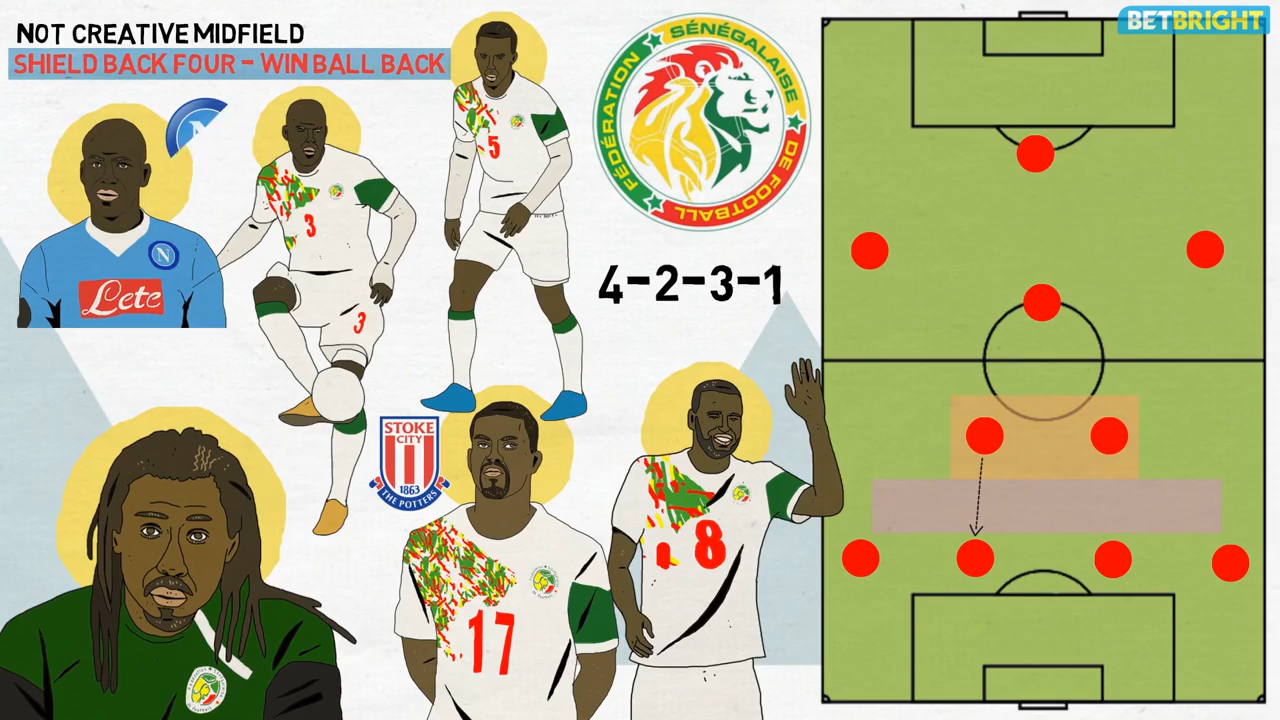 NOT CREATIVE MIDFIELD
SHIELD BACK FOUR - WIN BALL BACK
BETBRIGHT
FÉDÉRATION SÉNÉGALAISE DE FOOTBALL
5
3
3
N
N
Lete
4-2-3-1
STOKE
CITY
1863
THE POTTERS
8
17